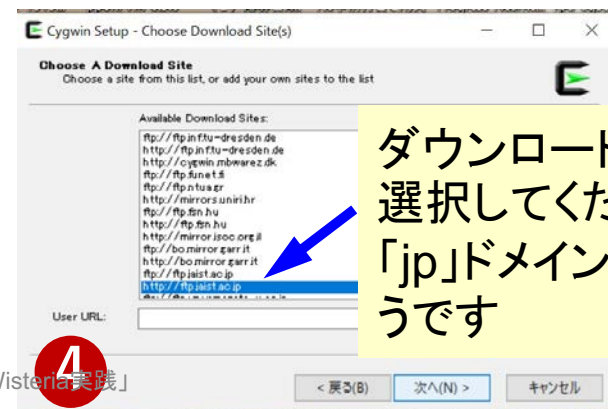 Cygwin Setup - Choose Download Site(s)
Choose A Download Site
Choose a site from this list, or add your own sites to the list
Available Download Sites:
ftp://ftp.inf.tu-dresden.de
http://ftp.inf.tu-dresden.de
http://cygwin.mbwarez.dk
ftp://ftp.funet.fi
ftp://ftp.ntua.gr
http://mirrors.uniri.hr
ftp://ftp.fsn.hu
http://ftp.fsn.hu
http://mirror.isoc.org.il
ftp://bo.mirror.garr.it
http://bo.mirror.garr.it
ftp://ftp.jaist.ac.jp
http://ftp.jaist.ac.jp
ダウンロード
選択してくだ
「jp」ドメイン
うです
User URL:
4
isteria実践」
< 戻る(B)
次へ(N) >
キャンセル